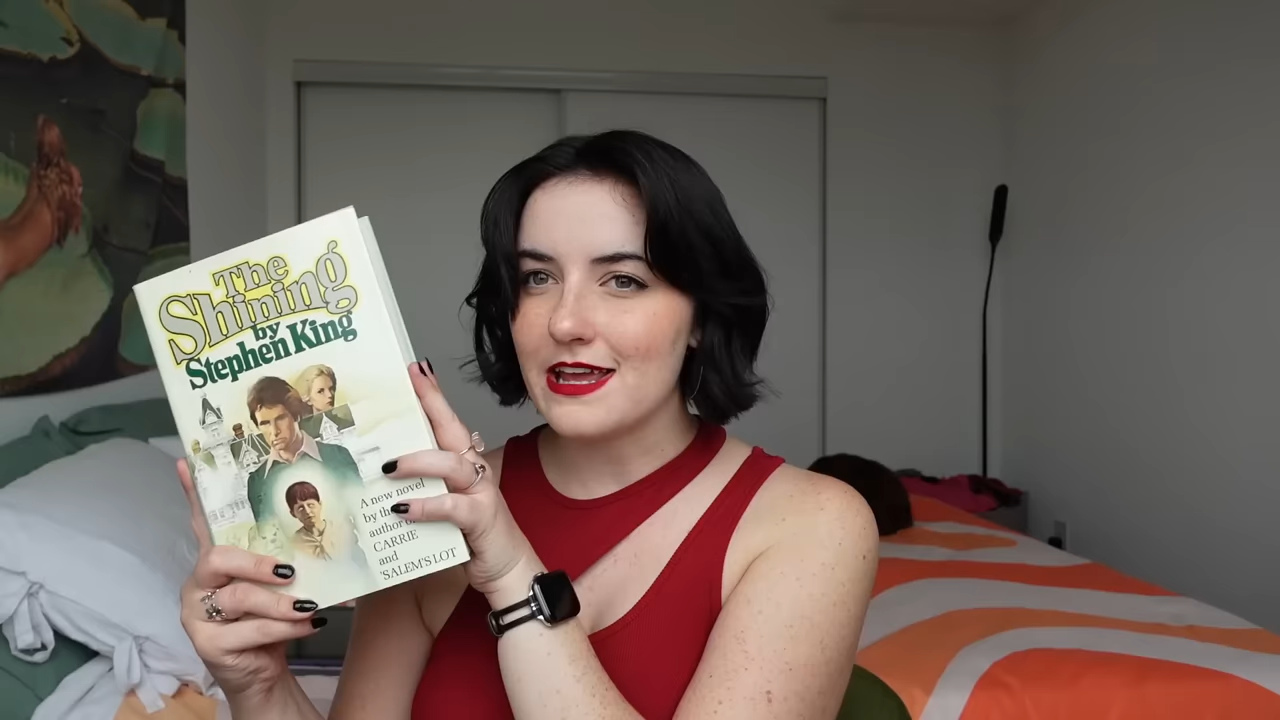 The
Shining
by
Stephen King
A new novel
by the
author of
CARRIE
and
'SALEM'S LOT